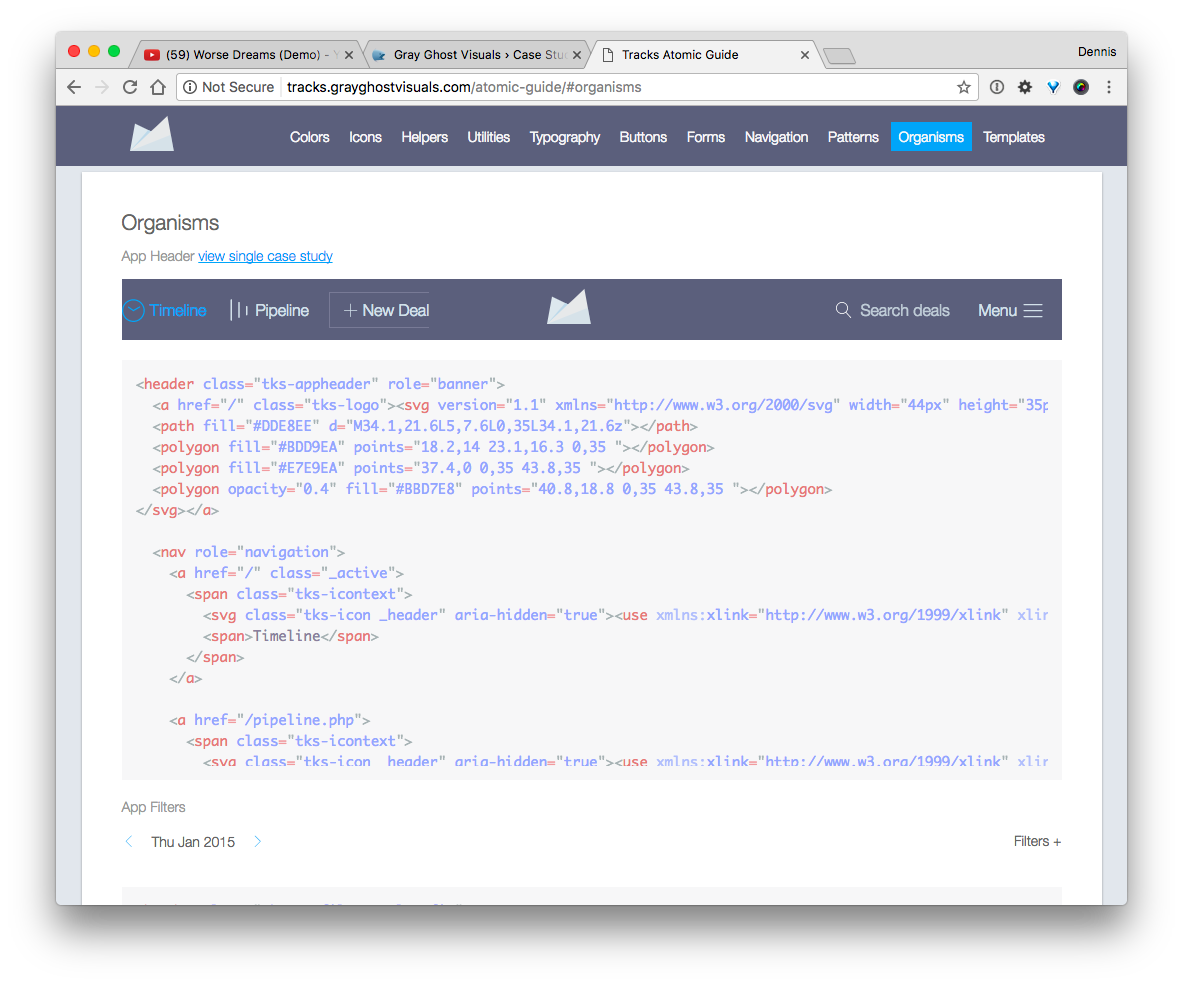 (59) Worse Dreams (Demo) -
Gray Ghost Visuals › Case Stu
Tracks Atomic Guide
Dennis
Not Secure
tracks.grayghostvisuals.com/atomic-guide/#organisms
Colors Icons Helpers Utilities Typography Buttons Forms Navigation Patterns Organisms Templates
Organisms
App Header view single case study
Timeline Pipeline + New Deal Search deals Menu
<header class="tks-appheader" role="banner">
<a href="/" class="tks-logo"><svg version="1.1" xmlns="http://www.w3.org/2000/svg" width="44px" height="35p
<path fill="#DDE8EE" d="M34.1,21.6L5,7.6L0,35L34.1,21.6z"></path>
<polygon fill="#BDD9EA" points="18.2,14 23.1,16.3 0,35 "></polygon>
<polygon fill="#E7E9EA" points="37.4,0 0,35 43.8,35 "></polygon>
<polygon opacity="0.4" fill="#BBD7E8" points="40.8,18.8 0,35 43.8,35 "></polygon>
</svg></a>
<nav role="navigation">
<a href="/" class="_active">
<span class="tks-icontext">
<svg class="tks-icon _header" aria-hidden="true"><use xmlns:xlink="http://www.w3.org/1999/xlink" xlin
<span>Timeline</span>
</span>
</a>
<a href="/pipeline.php">
<span class="tks-icontext">
<svg class="tks-icon _header" aria-hidden="true"><use xmlns:xlink="http://www.w3.org/1999/xlink" xlin
App Filters
Thu Jan 2015
Filters +